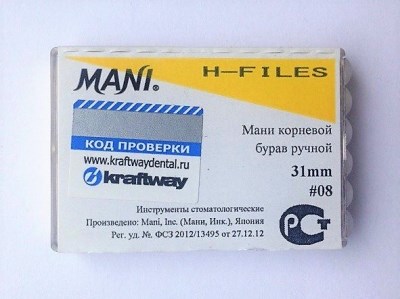 MANI®
H-FILES
Мани корневой
бурав ручной
31mm
#08
КОД ПРОВЕРКИ
www.kraftwaydental.ru
kraftway
Инструменты стоматологические
Произведено: Mani, Inc. (Мани, Инк.), Япония
Рег. уд. № ФСЗ 2012/13495 от 27.12.12
РСТ